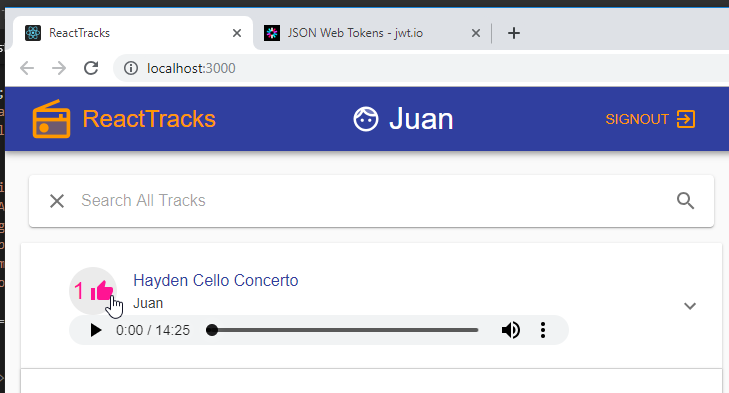 ReactTracks
JSON Web Tokens - jwt.io
localhost:3000
ReactTracks
Juan
SIGNOUT
Search All Tracks
1
Hayden Cello Concerto
Juan
0:00 / 14:25